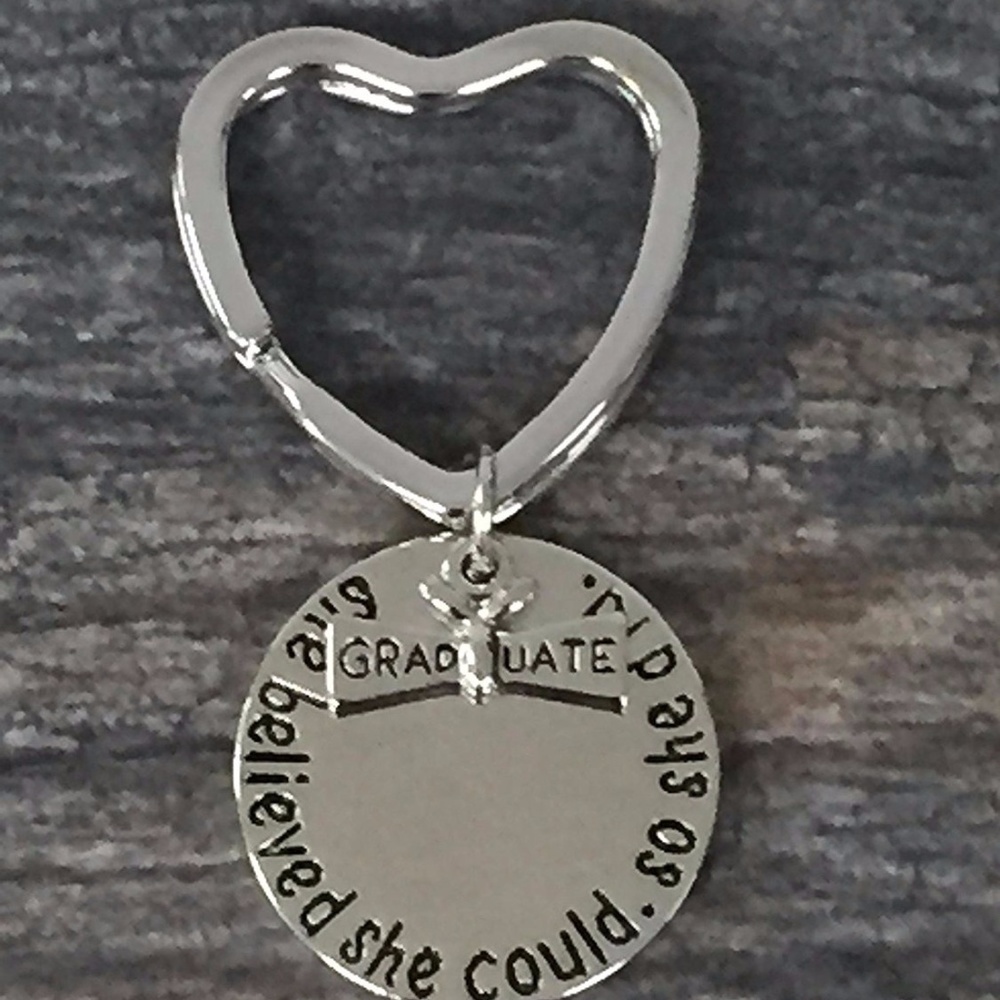 she believed she could. so she did.
GRADUATE